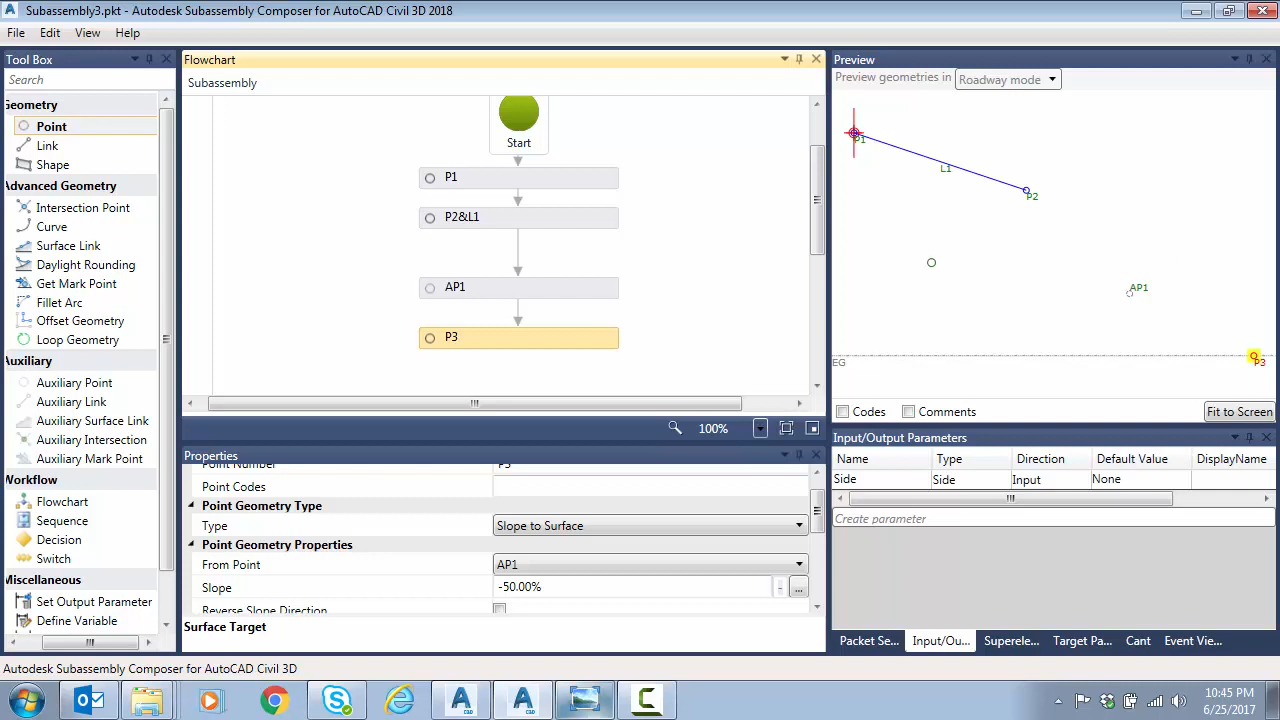 Subassembly3.pkt - Autodesk Subassembly Composer for AutoCAD Civil 3D 2018
File Edit View Help
Tool Box
Search
Geometry
Point
Link
Shape
Advanced Geometry
Intersection Point
Curve
Surface Link
Daylight Rounding
Get Mark Point
Fillet Arc
Offset Geometry
Loop Geometry
Auxiliary
Auxiliary Point
Auxiliary Link
Auxiliary Surface Link
Auxiliary Intersection
Auxiliary Mark Point
Workflow
Flowchart
Sequence
Decision
Switch
Miscellaneous
Set Output Parameter
Define Variable
Flowchart
Subassembly
Start
P1
P2&L1
AP1
P3
100%
Properties
Point Number P3
Point Codes
Point Geometry Type
Type Slope to Surface
Point Geometry Properties
From Point AP1
Slope -50.00% ...
Reverse Slope Direction
Surface Target
Preview
Preview geometries in Roadway mode
P1
L1
P2
AP1
EG
P3
Codes Comments Fit to Screen
Input/Output Parameters
Name Type Direction Default Value DisplayName
Side Side Input None
Create parameter
Packet Se... Input/Ou... Superele... Target Pa... Cant Event Vie...
Autodesk Subassembly Composer for AutoCAD Civil 3D
10:45 PM
6/25/2017